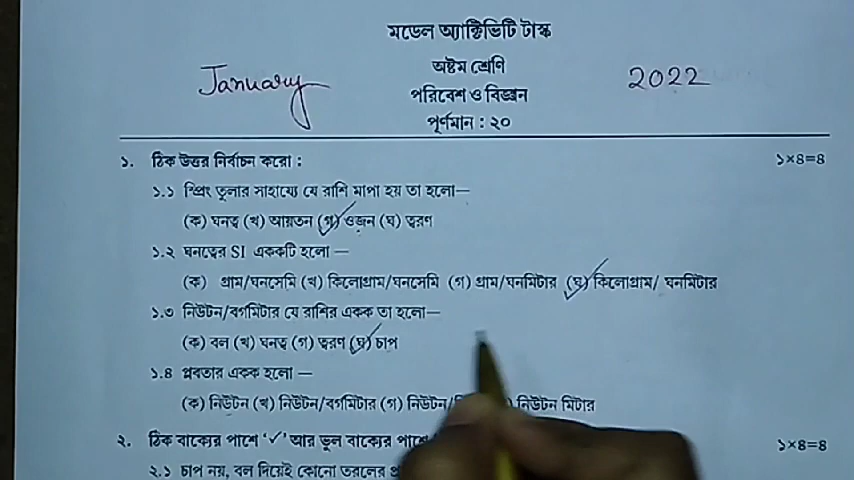 মডেল অ্যাক্টিভিটি টাস্ক
অষ্টম শ্রেণি
January
2022
পরিবেশ ও বিজ্ঞান
পূর্ণমান : ২০
১. ঠিক উত্তর নির্বাচন করো : ১×৪=৪
১.১ স্প্রিং তুলার সাহায্যে যে রাশি মাপা হয় তা হলো—
(ক) ঘনত্ব (খ) আয়তন (গ) ওজন (ঘ) ত্বরণ
১.২ ঘনত্বের SI এককটি হলো —
(ক) গ্রাম/ঘনসেমি (খ) কিলোগ্রাম/ঘনসেমি (গ) গ্রাম/ঘনমিটার (ঘ) কিলোগ্রাম/ ঘনমিটার
১.৩ নিউটন/বর্গমিটার যে রাশির একক তা হলো—
(ক) বল (খ) ঘনত্ব (গ) ত্বরণ (ঘ) চাপ
১.৪ প্লবতার একক হলো —
(ক) নিউটন (খ) নিউটন/বর্গমিটার (গ) নিউটন/ নিউটন মিটার
২. ঠিক বাক্যের পাশে '✓' আর ভুল বাক্যের পাশে ১×৪=৪
২.১ চাপ নয়, বল দিয়েই কোনো তরলের